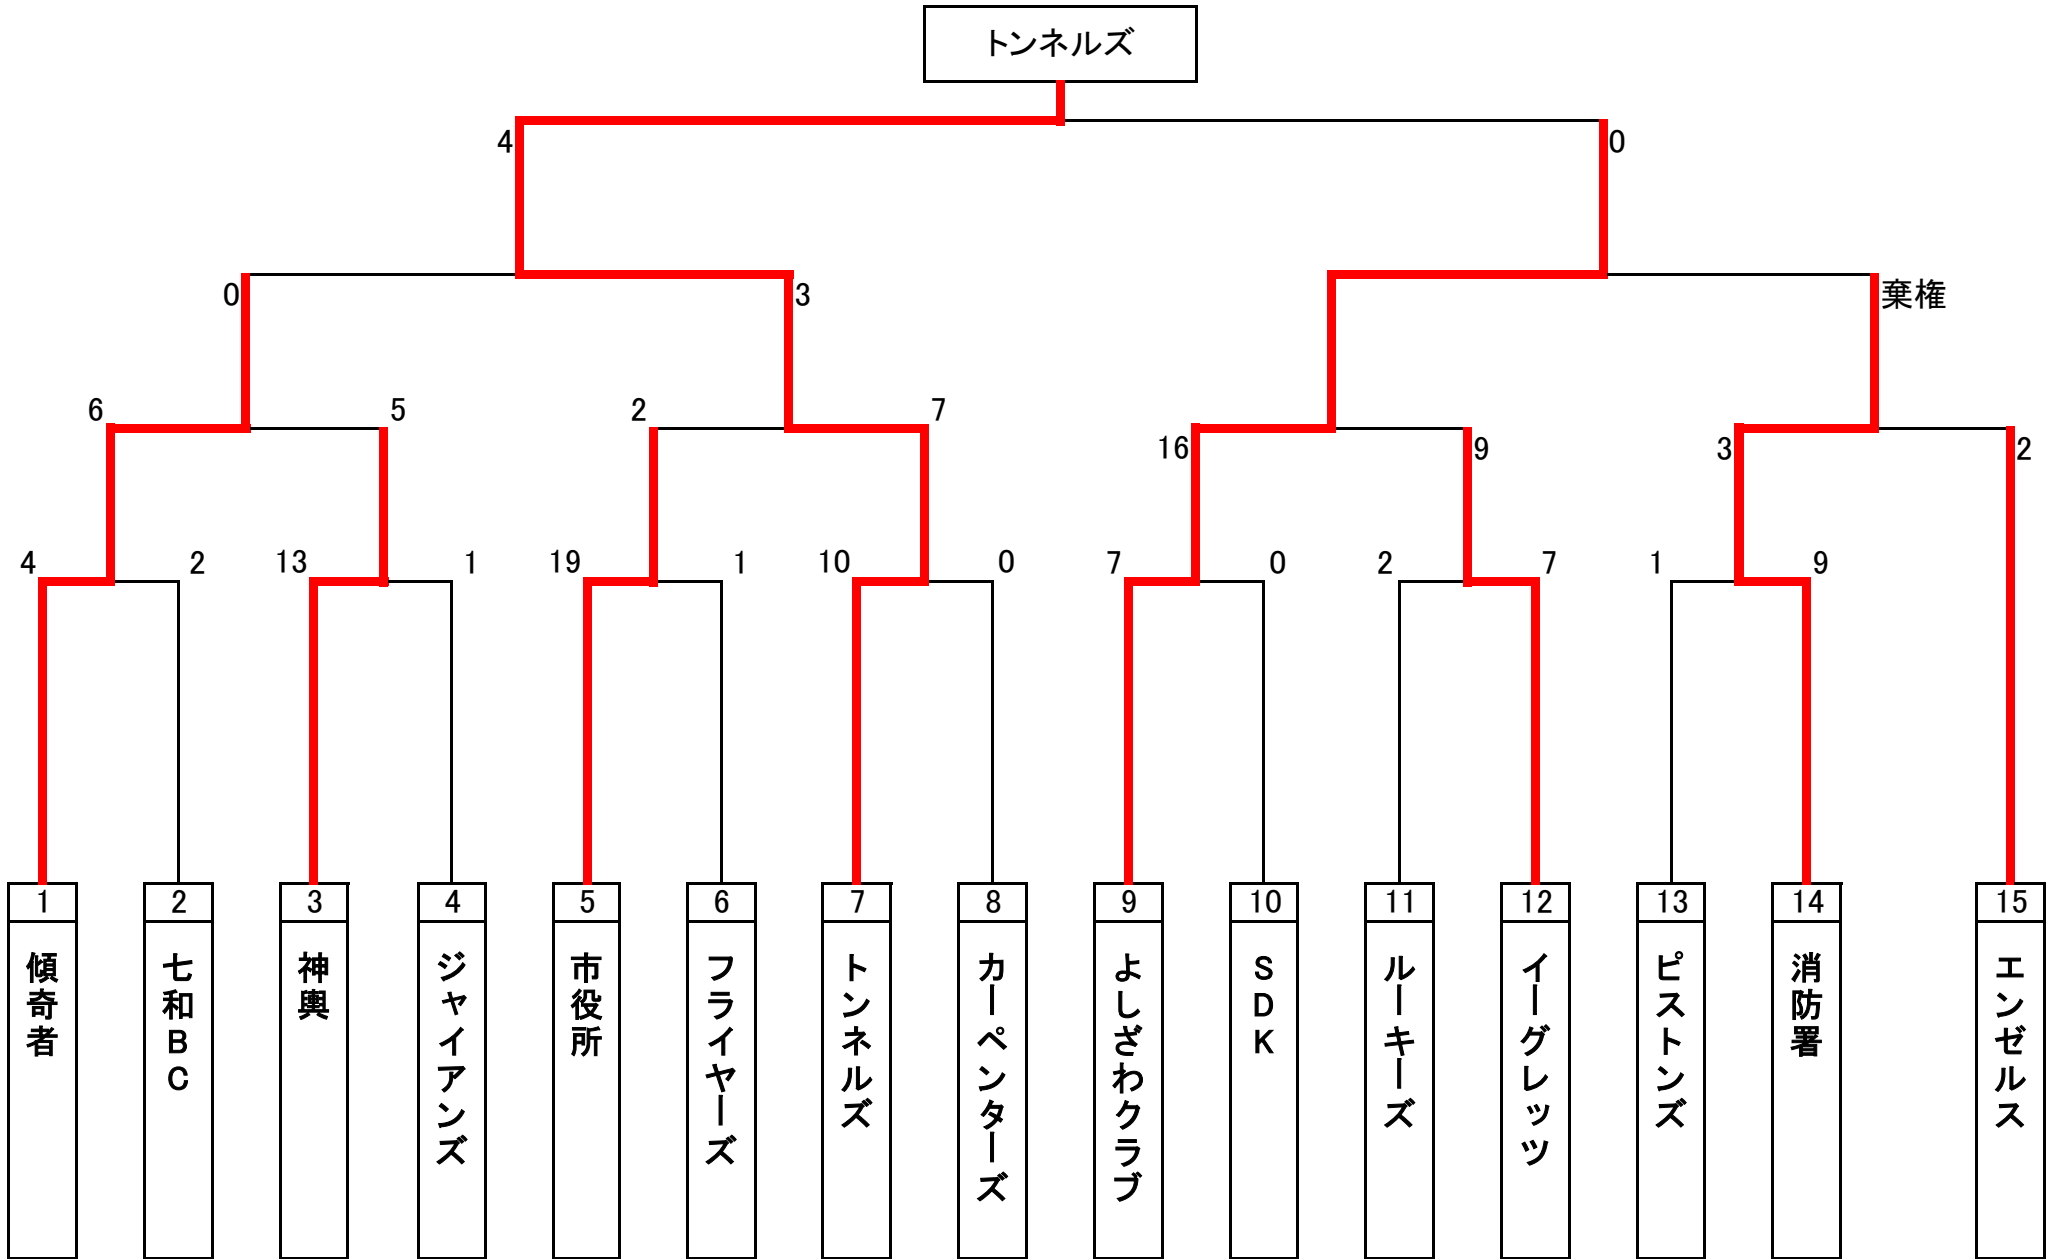 トンネルズ
4 0
0 3 棄権
6 5 2 7
16 9 3 2
4 2 13 1 19 1 10 0 7 0 2 7 1 9
1 2 3 4 5 6 7 8 9 10 11 12 13 14 15
傾奇者
七和BC
神輿
ジャイアンズ
市役所
フライヤーズ
トンネルズ
カーペンターズ
よしざわクラブ
SDK
ルーキーズ
イーグレッツ
ピストンズ
消防署
エンゼルス